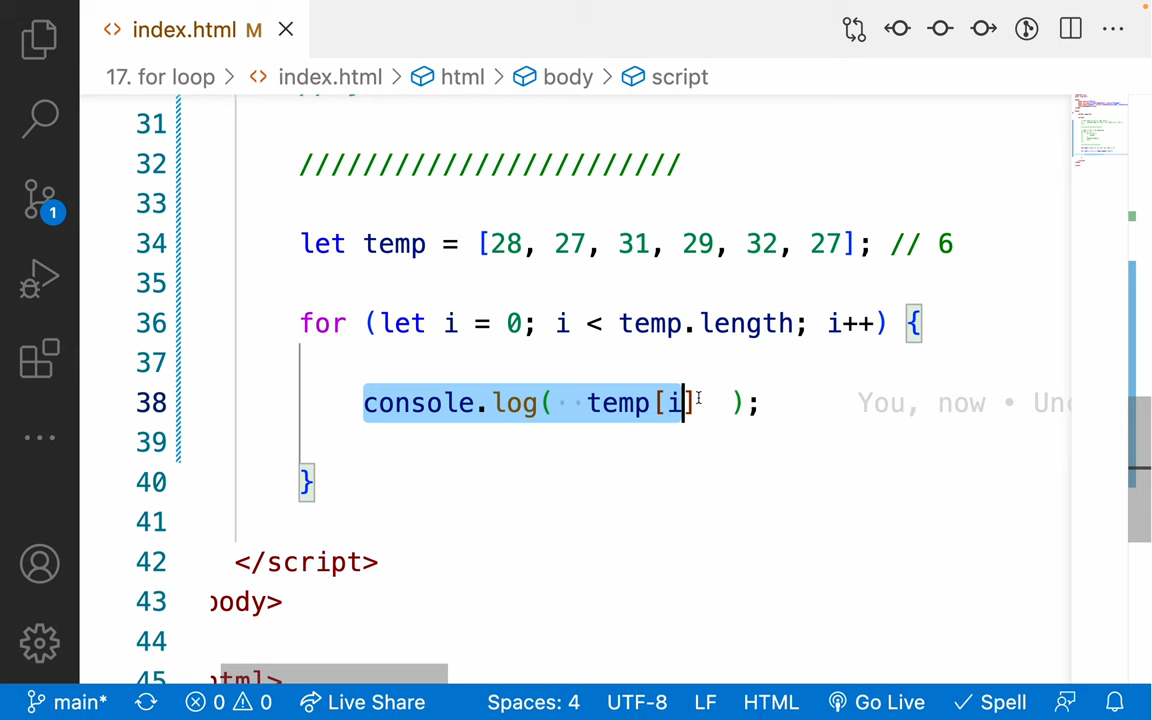 index.html M
17. for loop > index.html > html > body > script
31
32 ///////////////////////
33
34 let temp = [28, 27, 31, 29, 32, 27]; // 6
35
36 for (let i = 0; i < temp.length; i++) {
37
38 console.log(  temp[i]  ); You, now • Unc
39
40 }
41
42 </script>
43 body>
44
45 html>
1
main* 0 0 Live Share Spaces: 4 UTF-8 LF HTML Go Live Spell